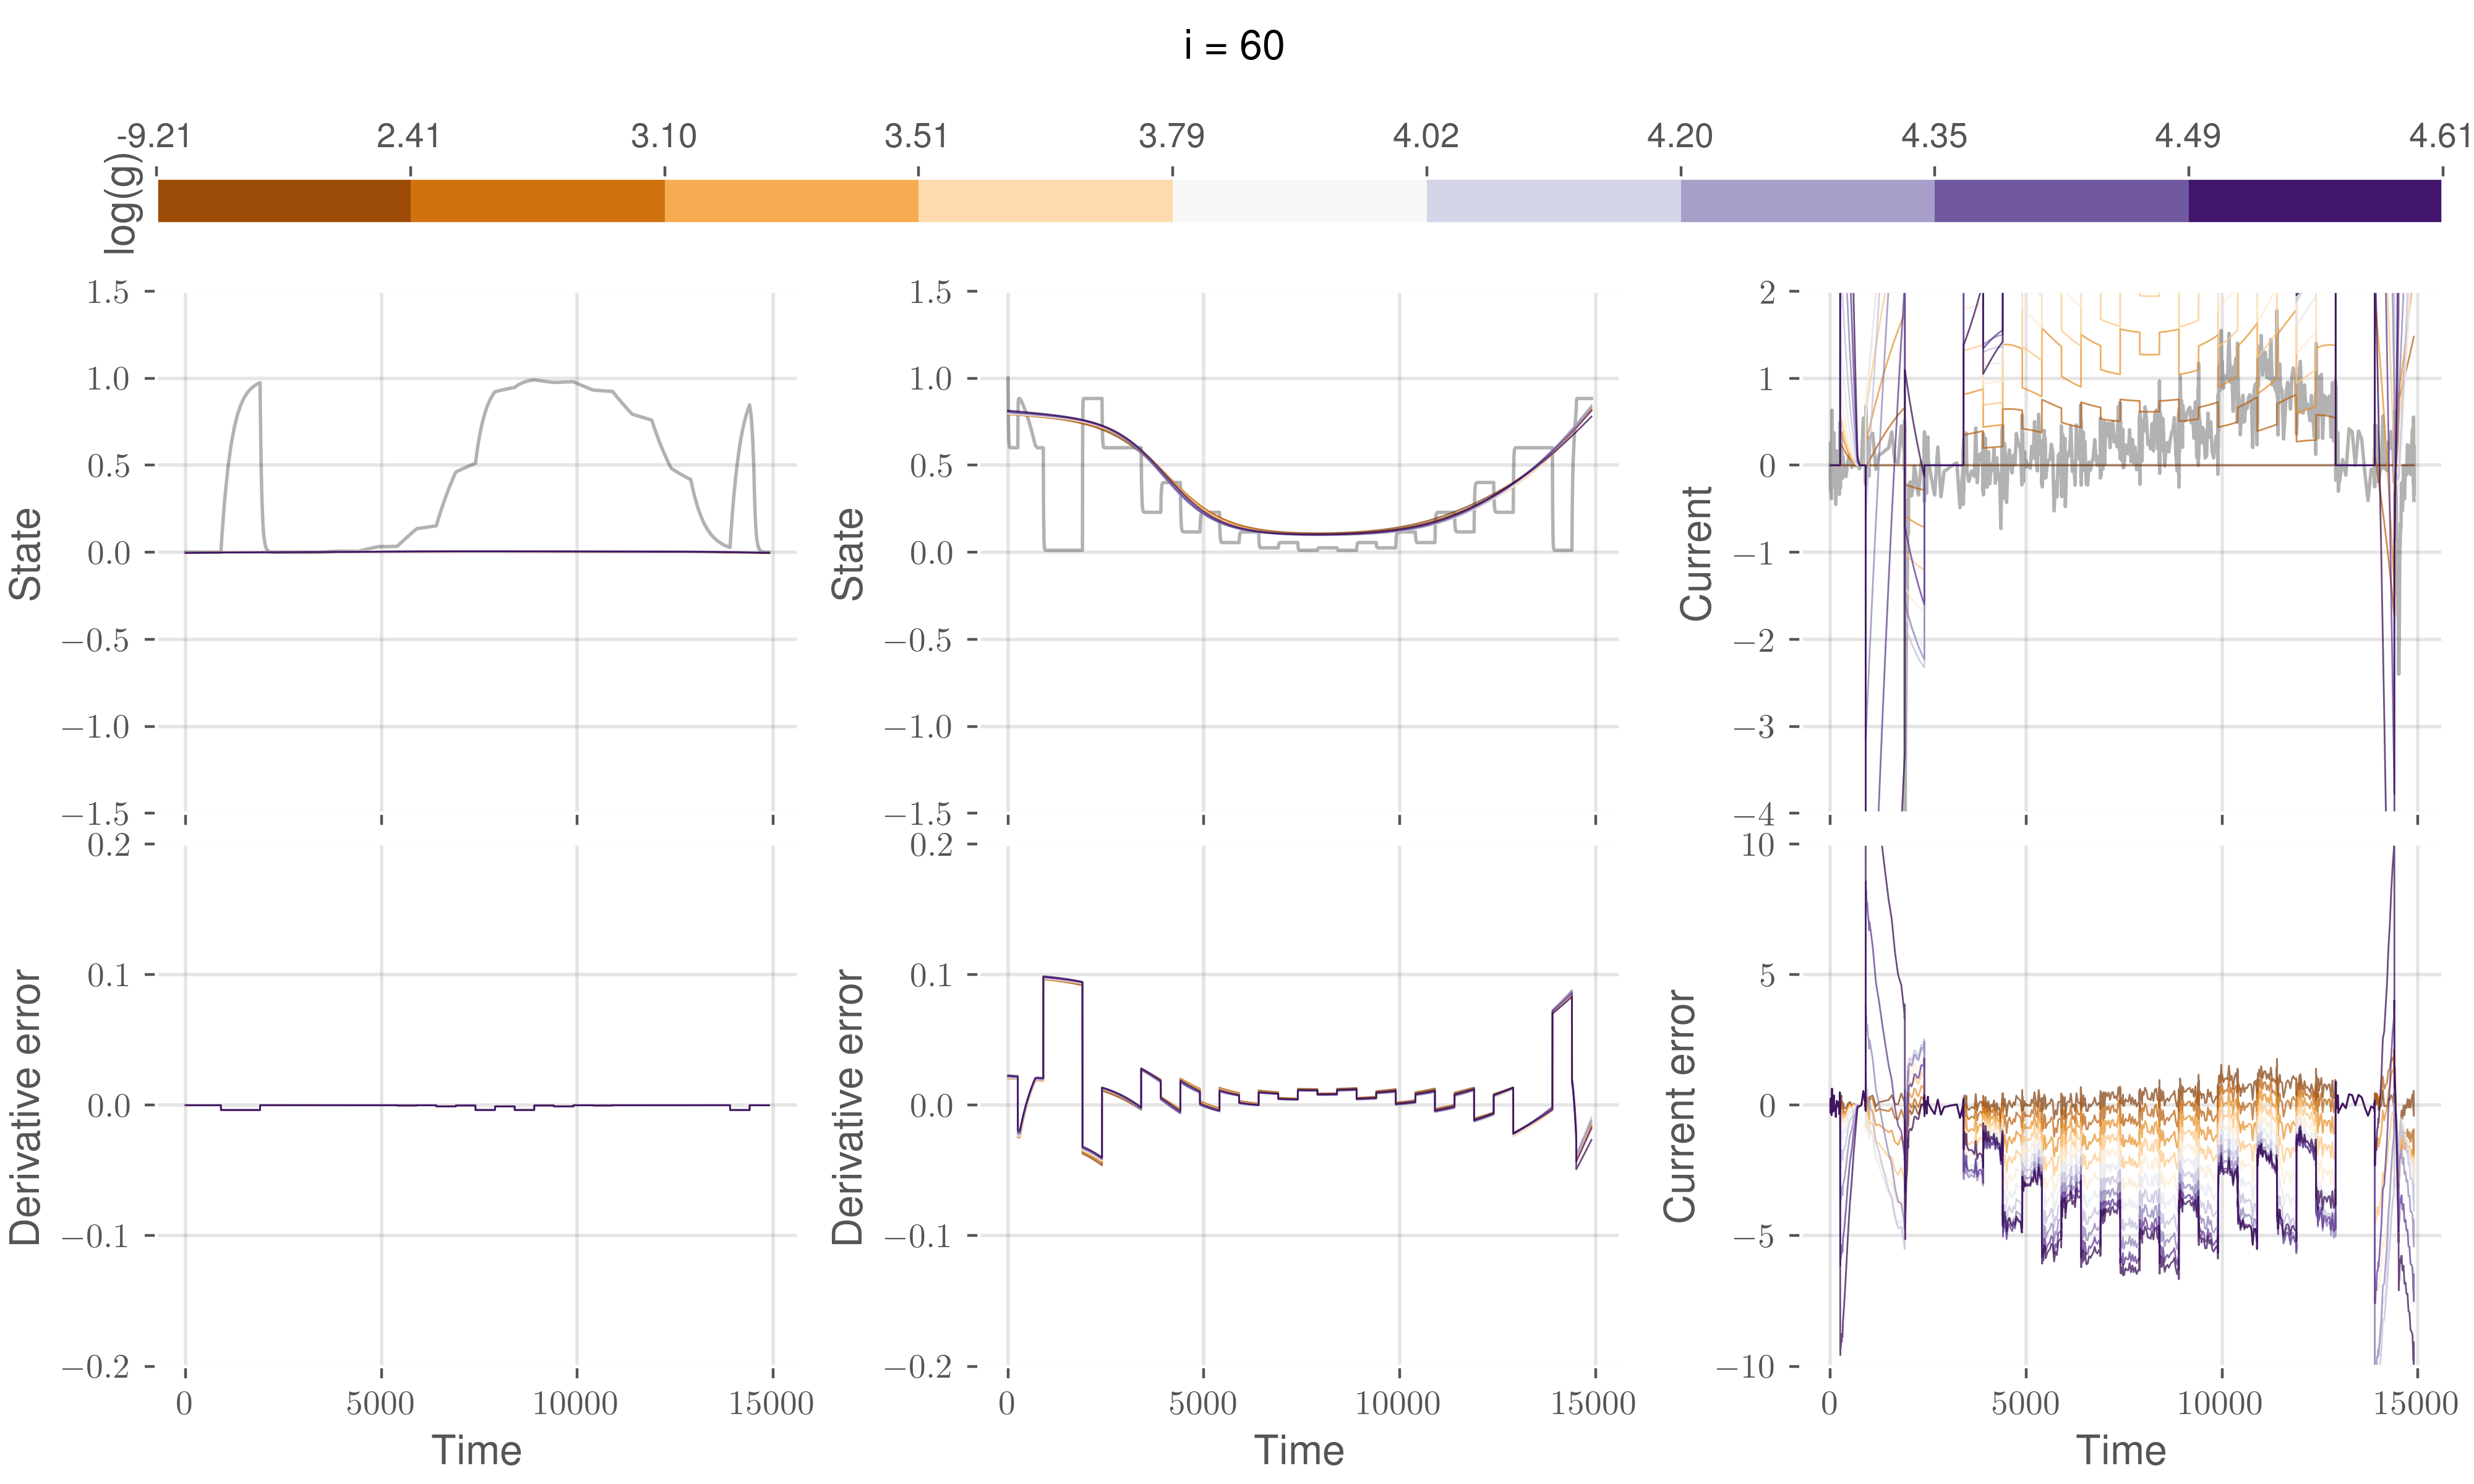 i = 60
-9.21 2.41 3.10 3.51 3.79 4.02 4.20 4.35 4.49 4.61
log(g)
1.5 1.0 0.5 0.0 −0.5 −1.0 −1.5
State
1.5 1.0 0.5 0.0 −0.5 −1.0 −1.5
State
2 1 0 −1 −2 −3 −4
Current
0.2 0.1 0.0 −0.1 −0.2
Derivative error
0 5000 10000 15000
Time
0.2 0.1 0.0 −0.1 −0.2
Derivative error
0 5000 10000 15000
Time
10 5 0 −5 −10
Current error
0 5000 10000 15000
Time